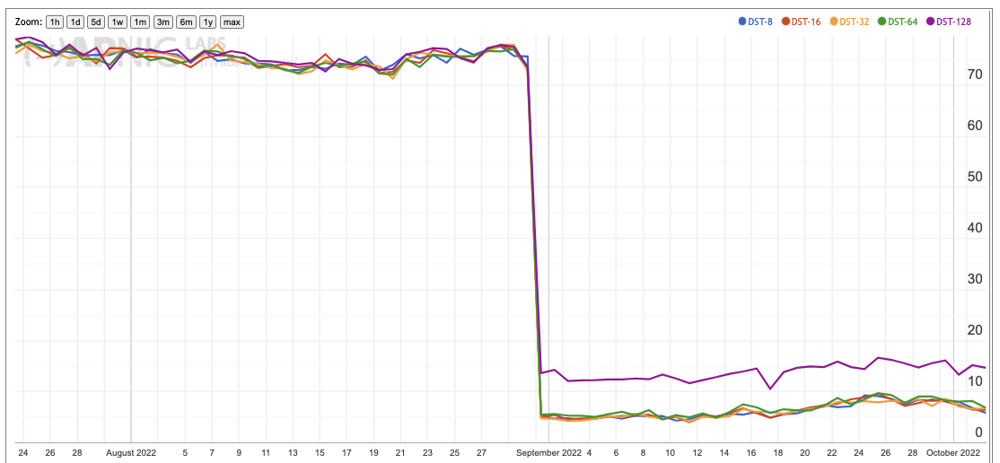 Zoom: 1h 1d 5d 1w 1m 3m 6m 1y max
DST-8 DST-16 DST-32 DST-64 DST-128
APNIC LABS
70
60
50
40
30
20
10
0
24 26 28 August 2022 5 7 9 11 13 15 17 19 21 23 25 27 September 2022 4 6 8 10 12 14 16 18 20 22 24 26 28 October 2022